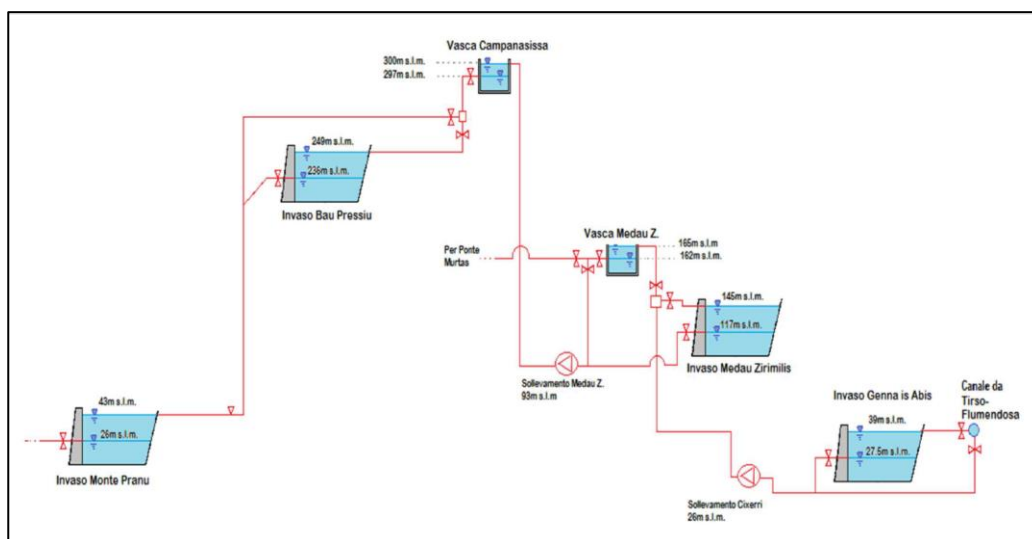 Vasca Campanasissa
300m s.l.m.
297m s.l.m.
249m s.l.m.
236m s.l.m.
Invaso Bau Pressiu
Vasca Medau Z.
165m s.l.m
162m s.l.m.
Per Ponte
Murtas
145m s.l.m.
117m s.l.m.
Invaso Medau Zirimilis
Sollevamento Medau Z.
93m s.l.m
43m s.l.m.
26m s.l.m.
Invaso Monte Pranu
Invaso Genna is Abis
39m s.l.m.
27.5m s.l.m.
Canale da
Tirso-
Flumendosa
Sollevamento Cixerri
26m s.l.m.